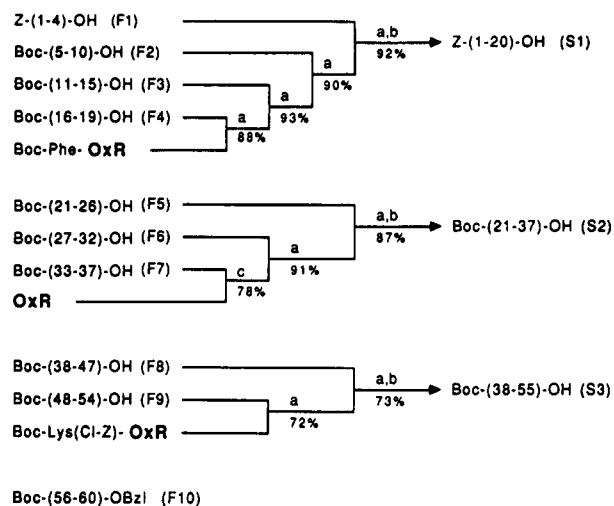 Z-(1-4)-OH (F1)
a,b
Z-(1-20)-OH (S1)
92%
Boc-(5-10)-OH (F2)
a
90%
Boc-(11-15)-OH (F3)
a
93%
Boc-(16-19)-OH (F4)
a
88%
Boc-Phe- OxR
Boc-(21-26)-OH (F5)
a,b
Boc-(21-37)-OH (S2)
87%
Boc-(27-32)-OH (F6)
a
91%
Boc-(33-37)-OH (F7)
c
78%
OxR
Boc-(38-47)-OH (F8)
a,b
Boc-(38-55)-OH (S3)
73%
Boc-(48-54)-OH (F9)
a
72%
Boc-Lys(Cl-Z)- OxR
Boc-(56-60)-OBzl (F10)